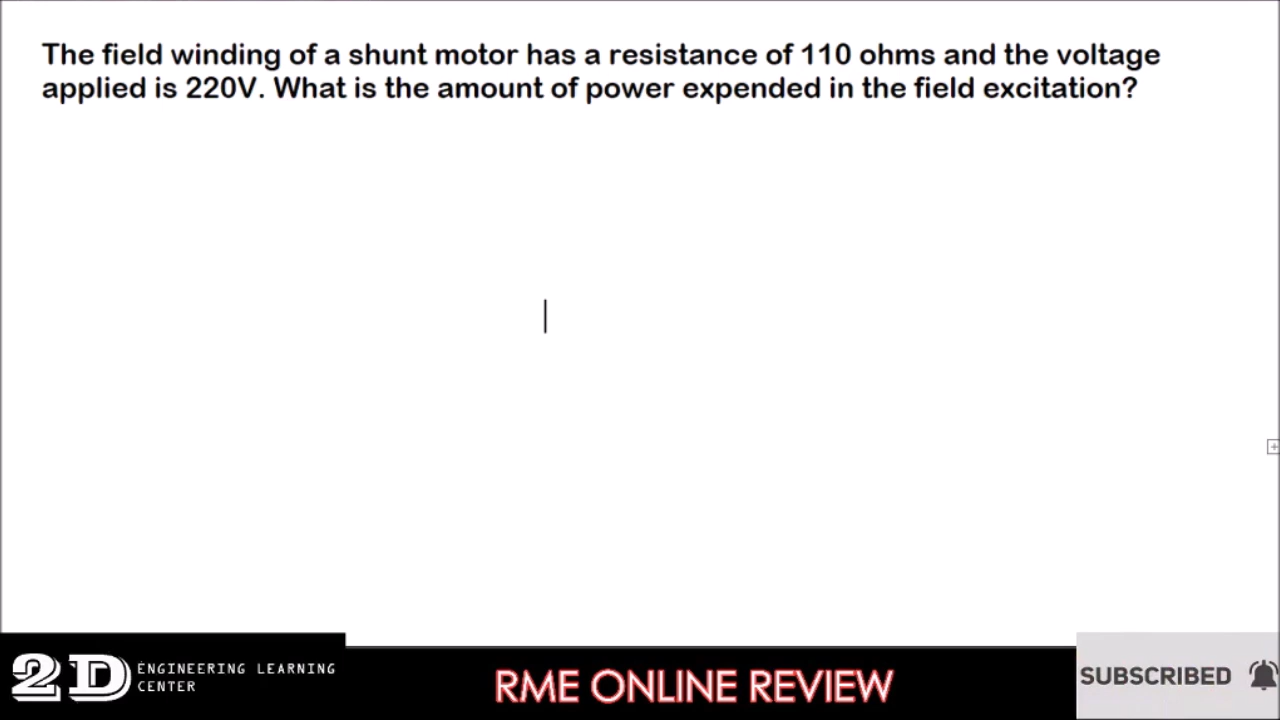 The field winding of a shunt motor has a resistance of 110 ohms and the voltage
applied is 220V. What is the amount of power expended in the field excitation?
2D ENGINEERING LEARNING
CENTER
RME ONLINE REVIEW
SUBSCRIBED